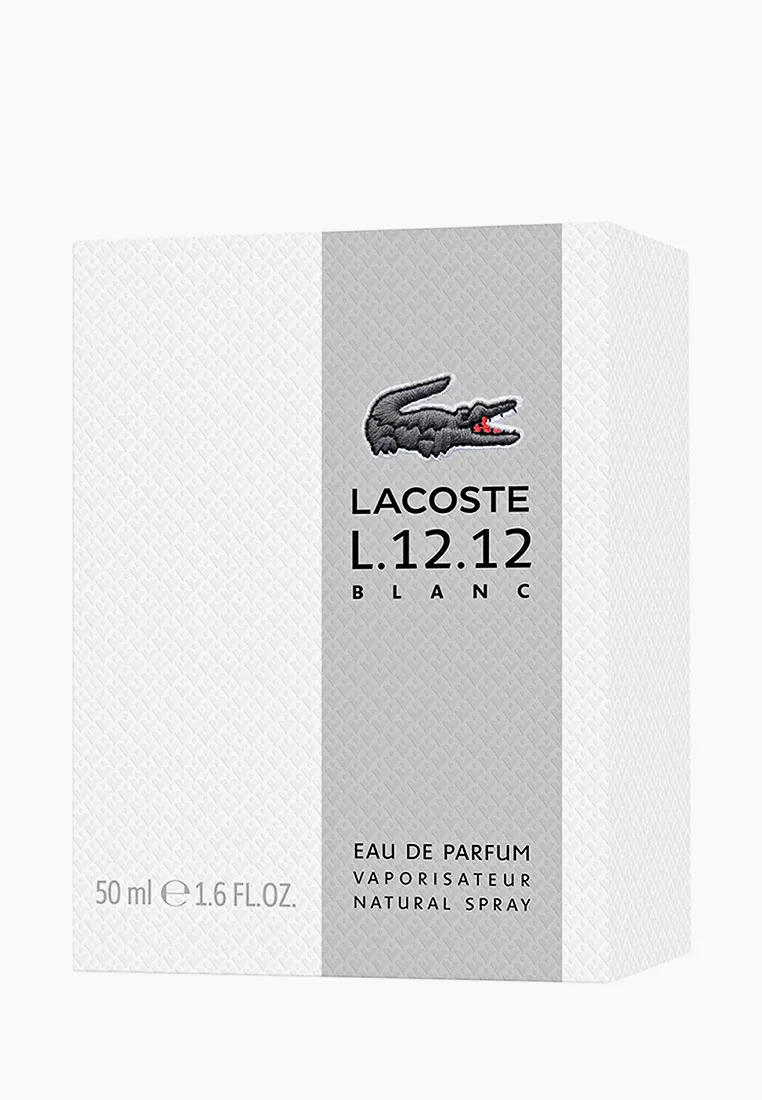 LACOSTE
L.12.12
BLANC
EAU DE PARFUM
VAPORISATEUR
NATURAL SPRAY
50 ml ℮ 1.6 FL.OZ.